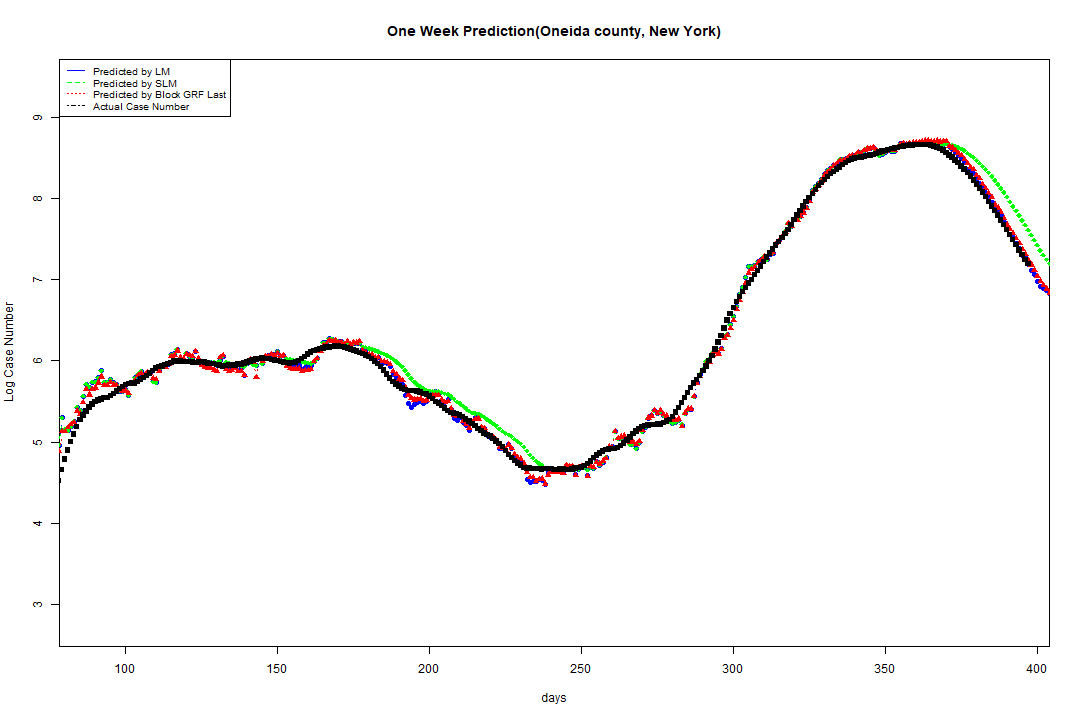 One Week Prediction(Oneida county, New York)
Predicted by LM
Predicted by SLM
Predicted by Block GRF Last
Actual Case Number
9
8
7
6
5
4
3
Log Case Number
100 150 200 250 300 350 400
days